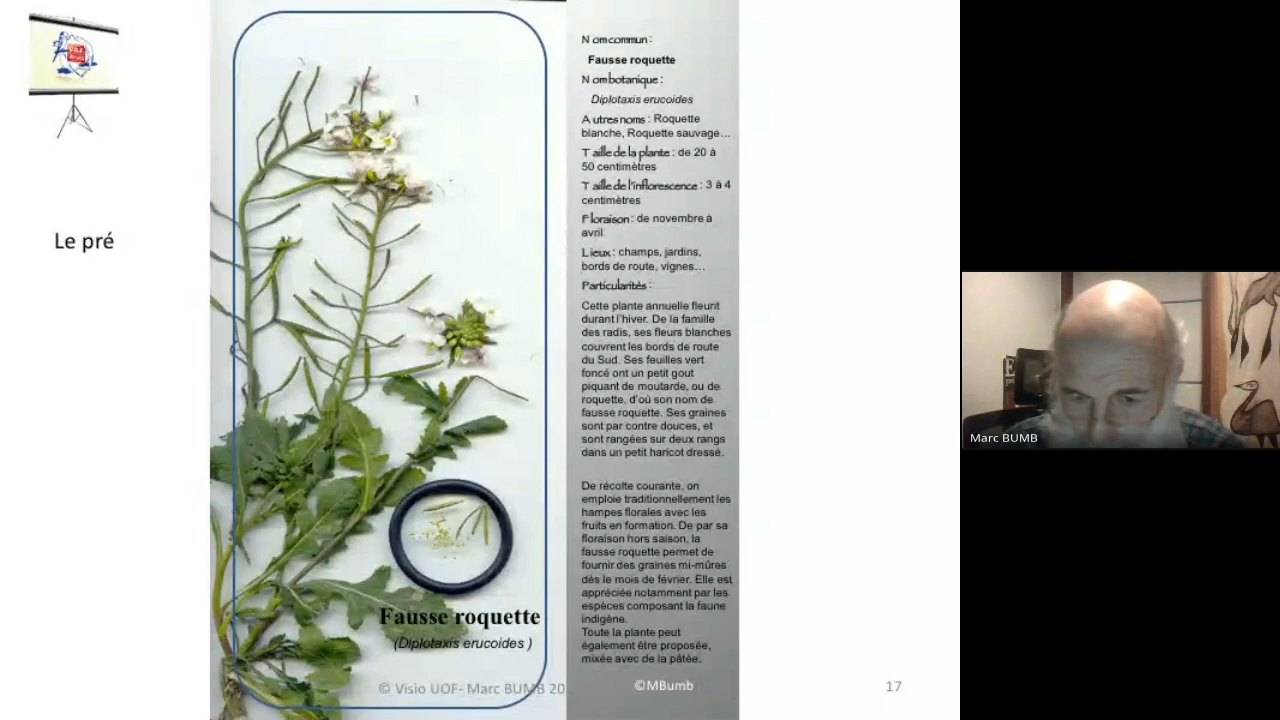 Le pré
N om commun :
Fausse roquette
N om botanique :
Diplotaxis erucoides
A utres noms : Roquette
blanche, Roquette sauvage…
T aille de la plante : de 20 à
50 centimètres
T aille de l'inflorescence : 3 à 4
centimètres
F loraison : de novembre à
avril
L ieux : champs, jardins,
bords de route, vignes…
Particularités :
Cette plante annuelle fleurit
durant l'hiver. De la famille
des radis, ses fleurs blanches
couvrent les bords de route
du Sud. Ses feuilles vert
foncé ont un petit gout
piquant de moutarde, ou de
roquette, d'où son nom de
fausse roquette. Ses graines
sont par contre douces, et
sont rangées sur deux rangs
dans un petit haricot dressé.
De récolte courante, on
emploie traditionnellement les
hampes florales avec les
fruits en formation. De par sa
floraison hors saison, la
fausse roquette permet de
fournir des graines mi-mûres
dès le mois de février. Elle est
appréciée notamment par les
espèces composant la faune
indigène.
Toute la plante peut
également être proposée,
mixée avec de la pâtée.
Fausse roquette
(Diplotaxis erucoides )
© Visio UOF- Marc BUMB 20
©MBumb
17
Marc BUMB